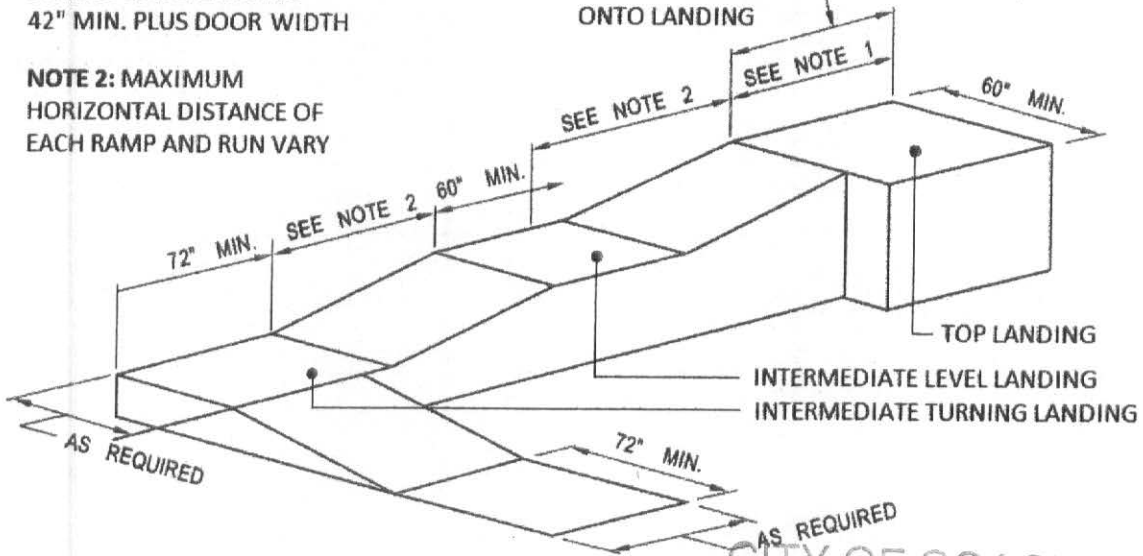 42" MIN. PLUS DOOR WIDTH
ONTO LANDING
NOTE 2: MAXIMUM
HORIZONTAL DISTANCE OF
EACH RAMP AND RUN VARY
SEE NOTE 1
SEE NOTE 2
60" MIN.
60" MIN.
SEE NOTE 2
72" MIN.
TOP LANDING
INTERMEDIATE LEVEL LANDING
INTERMEDIATE TURNING LANDING
AS REQUIRED
72" MIN.
AS REQUIRED
CITY OF